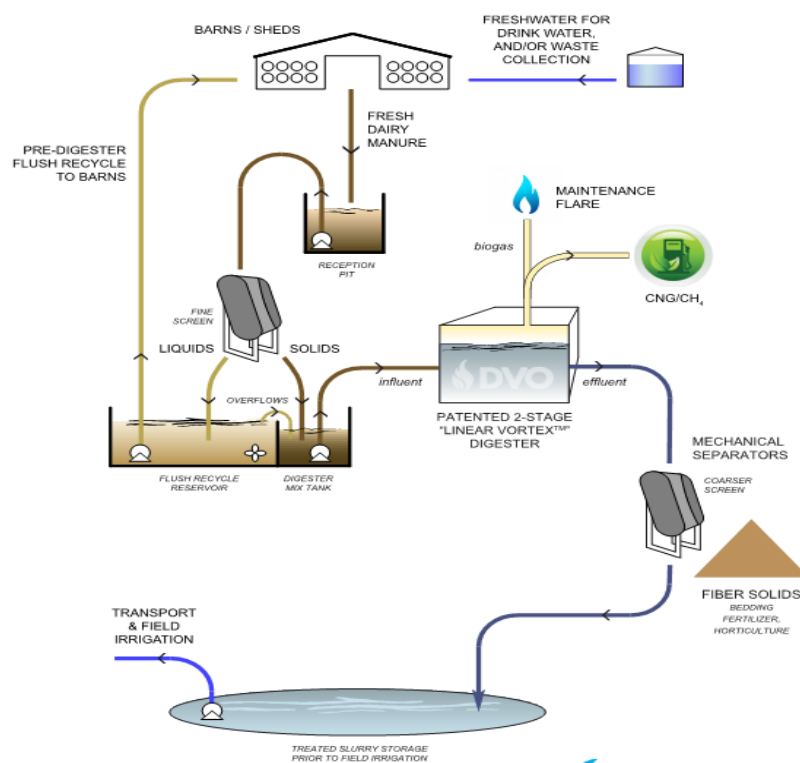 BARNS / SHEDS
FRESHWATER FOR
DRINK WATER,
AND/OR WASTE
COLLECTION
FRESH
DAIRY
MANURE
PRE-DIGESTER
FLUSH RECYCLE
TO BARNS
RECEPTION
PIT
MAINTENANCE
FLARE
biogas
CNG/CH₄
FINE
SCREEN
LIQUIDS
SOLIDS
OVERFLOWS
influent
DVO
effluent
PATENTED 2-STAGE
"LINEAR VORTEX™"
DIGESTER
FLUSH RECYCLE
RESERVOIR
DIGESTER
MIX TANK
MECHANICAL
SEPARATORS
COARSER
SCREEN
FIBER SOLIDS
BEDDING
FERTILIZER,
HORTICULTURE
TRANSPORT
& FIELD
IRRIGATION
TREATED SLURRY STORAGE
PRIOR TO FIELD IRRIGATION